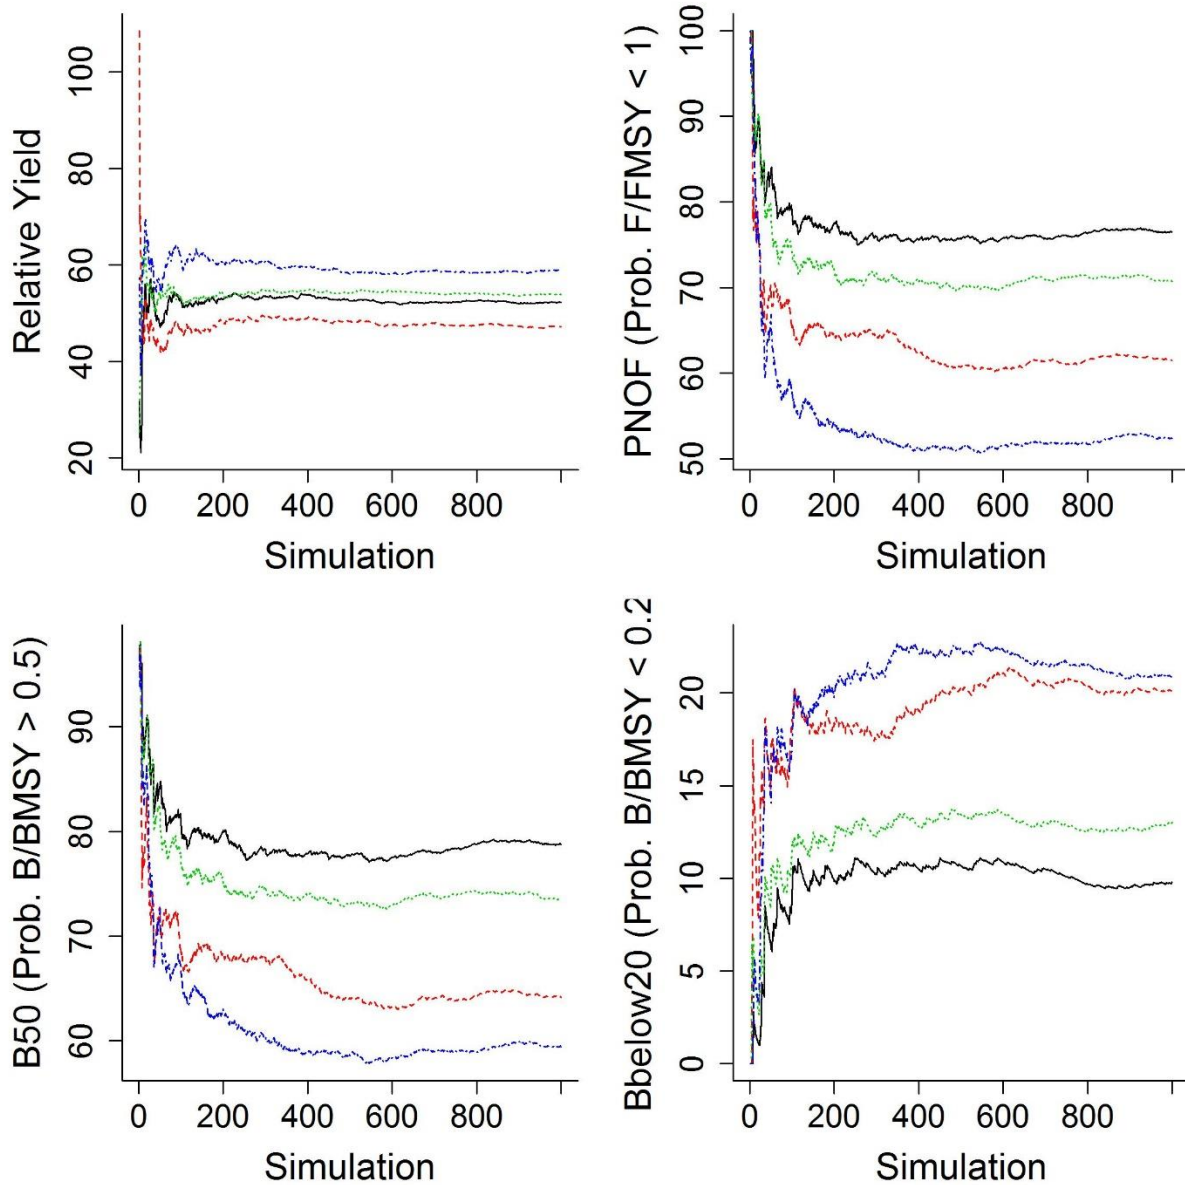 Relative Yield
20 40 60 80 100
0 200 400 600 800
Simulation
PNOF (Prob. F/FMSY < 1)
50 60 70 80 90 100
0 200 400 600 800
Simulation
B50 (Prob. B/BMSY > 0.5)
60 70 80 90
0 200 400 600 800
Simulation
Bbelow20 (Prob. B/BMSY < 0.2
0 5 10 15 20
0 200 400 600 800
Simulation